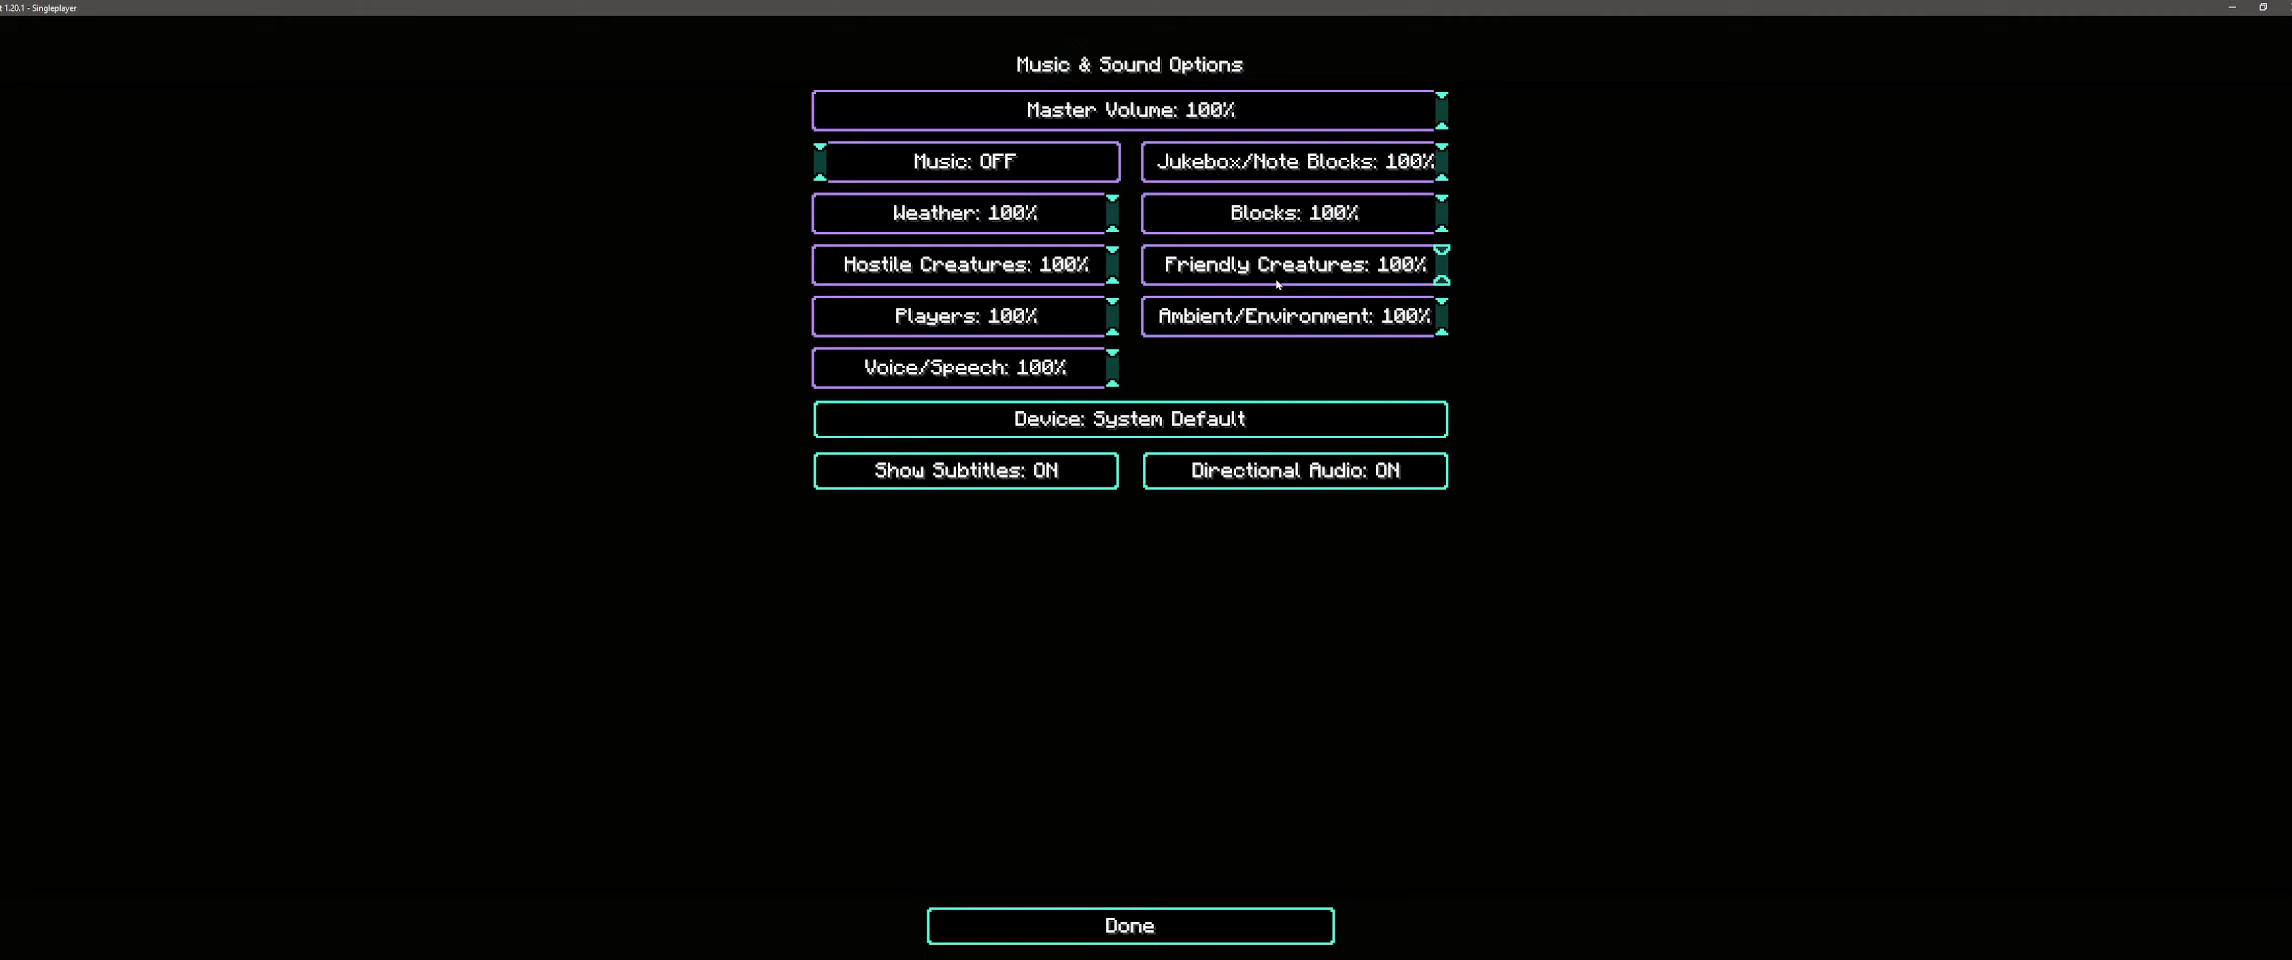 t 1.20.1 - Singleplayer
Music & Sound Options
Master Volume: 100%
Music: OFF
Jukebox/Note Blocks: 100%
Weather: 100%
Blocks: 100%
Hostile Creatures: 100%
Friendly Creatures: 100%
Players: 100%
Ambient/Environment: 100%
Voice/Speech: 100%
Device: System Default
Show Subtitles: ON
Directional Audio: ON
Done